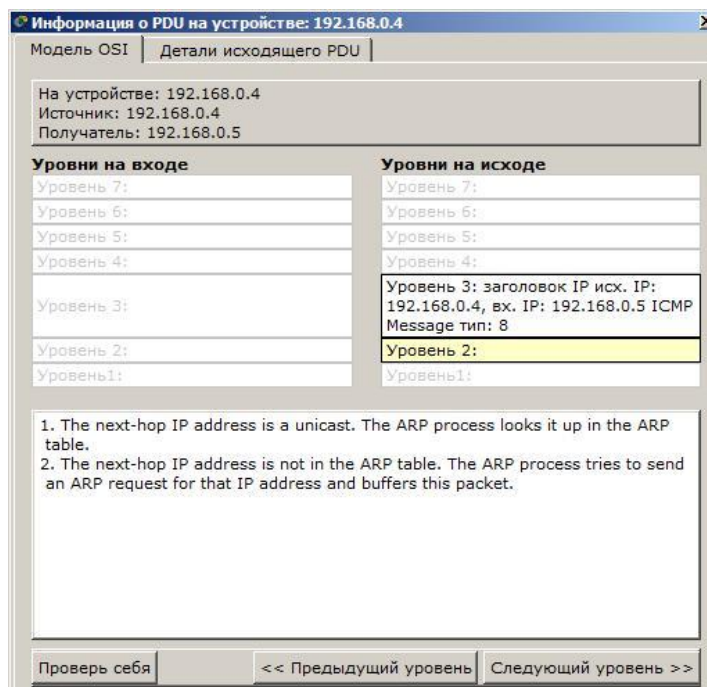 Информация о PDU на устройстве: 192.168.0.4
Модель OSI
Детали исходящего PDU
На устройстве: 192.168.0.4
Источник: 192.168.0.4
Получатель: 192.168.0.5
Уровни на входе
Уровень 7:
Уровень 6:
Уровень 5:
Уровень 4:
Уровень 3:
Уровень 2:
Уровень1:
Уровни на исходе
Уровень 7:
Уровень 6:
Уровень 5:
Уровень 4:
Уровень 3: заголовок IP исх. IP:
192.168.0.4, вх. IP: 192.168.0.5 ICMP
Message тип: 8
Уровень 2:
Уровень1:
1. The next-hop IP address is a unicast. The ARP process looks it up in the ARP
table.
2. The next-hop IP address is not in the ARP table. The ARP process tries to send
an ARP request for that IP address and buffers this packet.
Проверь себя
<< Предыдущий уровень
Следующий уровень >>